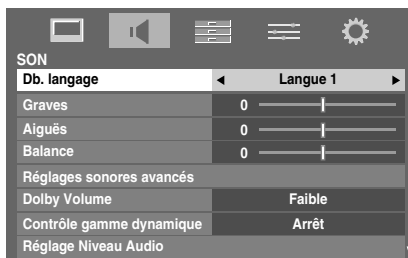 SON
Db. langage Langue 1
Graves 0
Aiguës 0
Balance 0
Réglages sonores avancés
Dolby Volume Faible
Contrôle gamme dynamique Arrêt
Réglage Niveau Audio